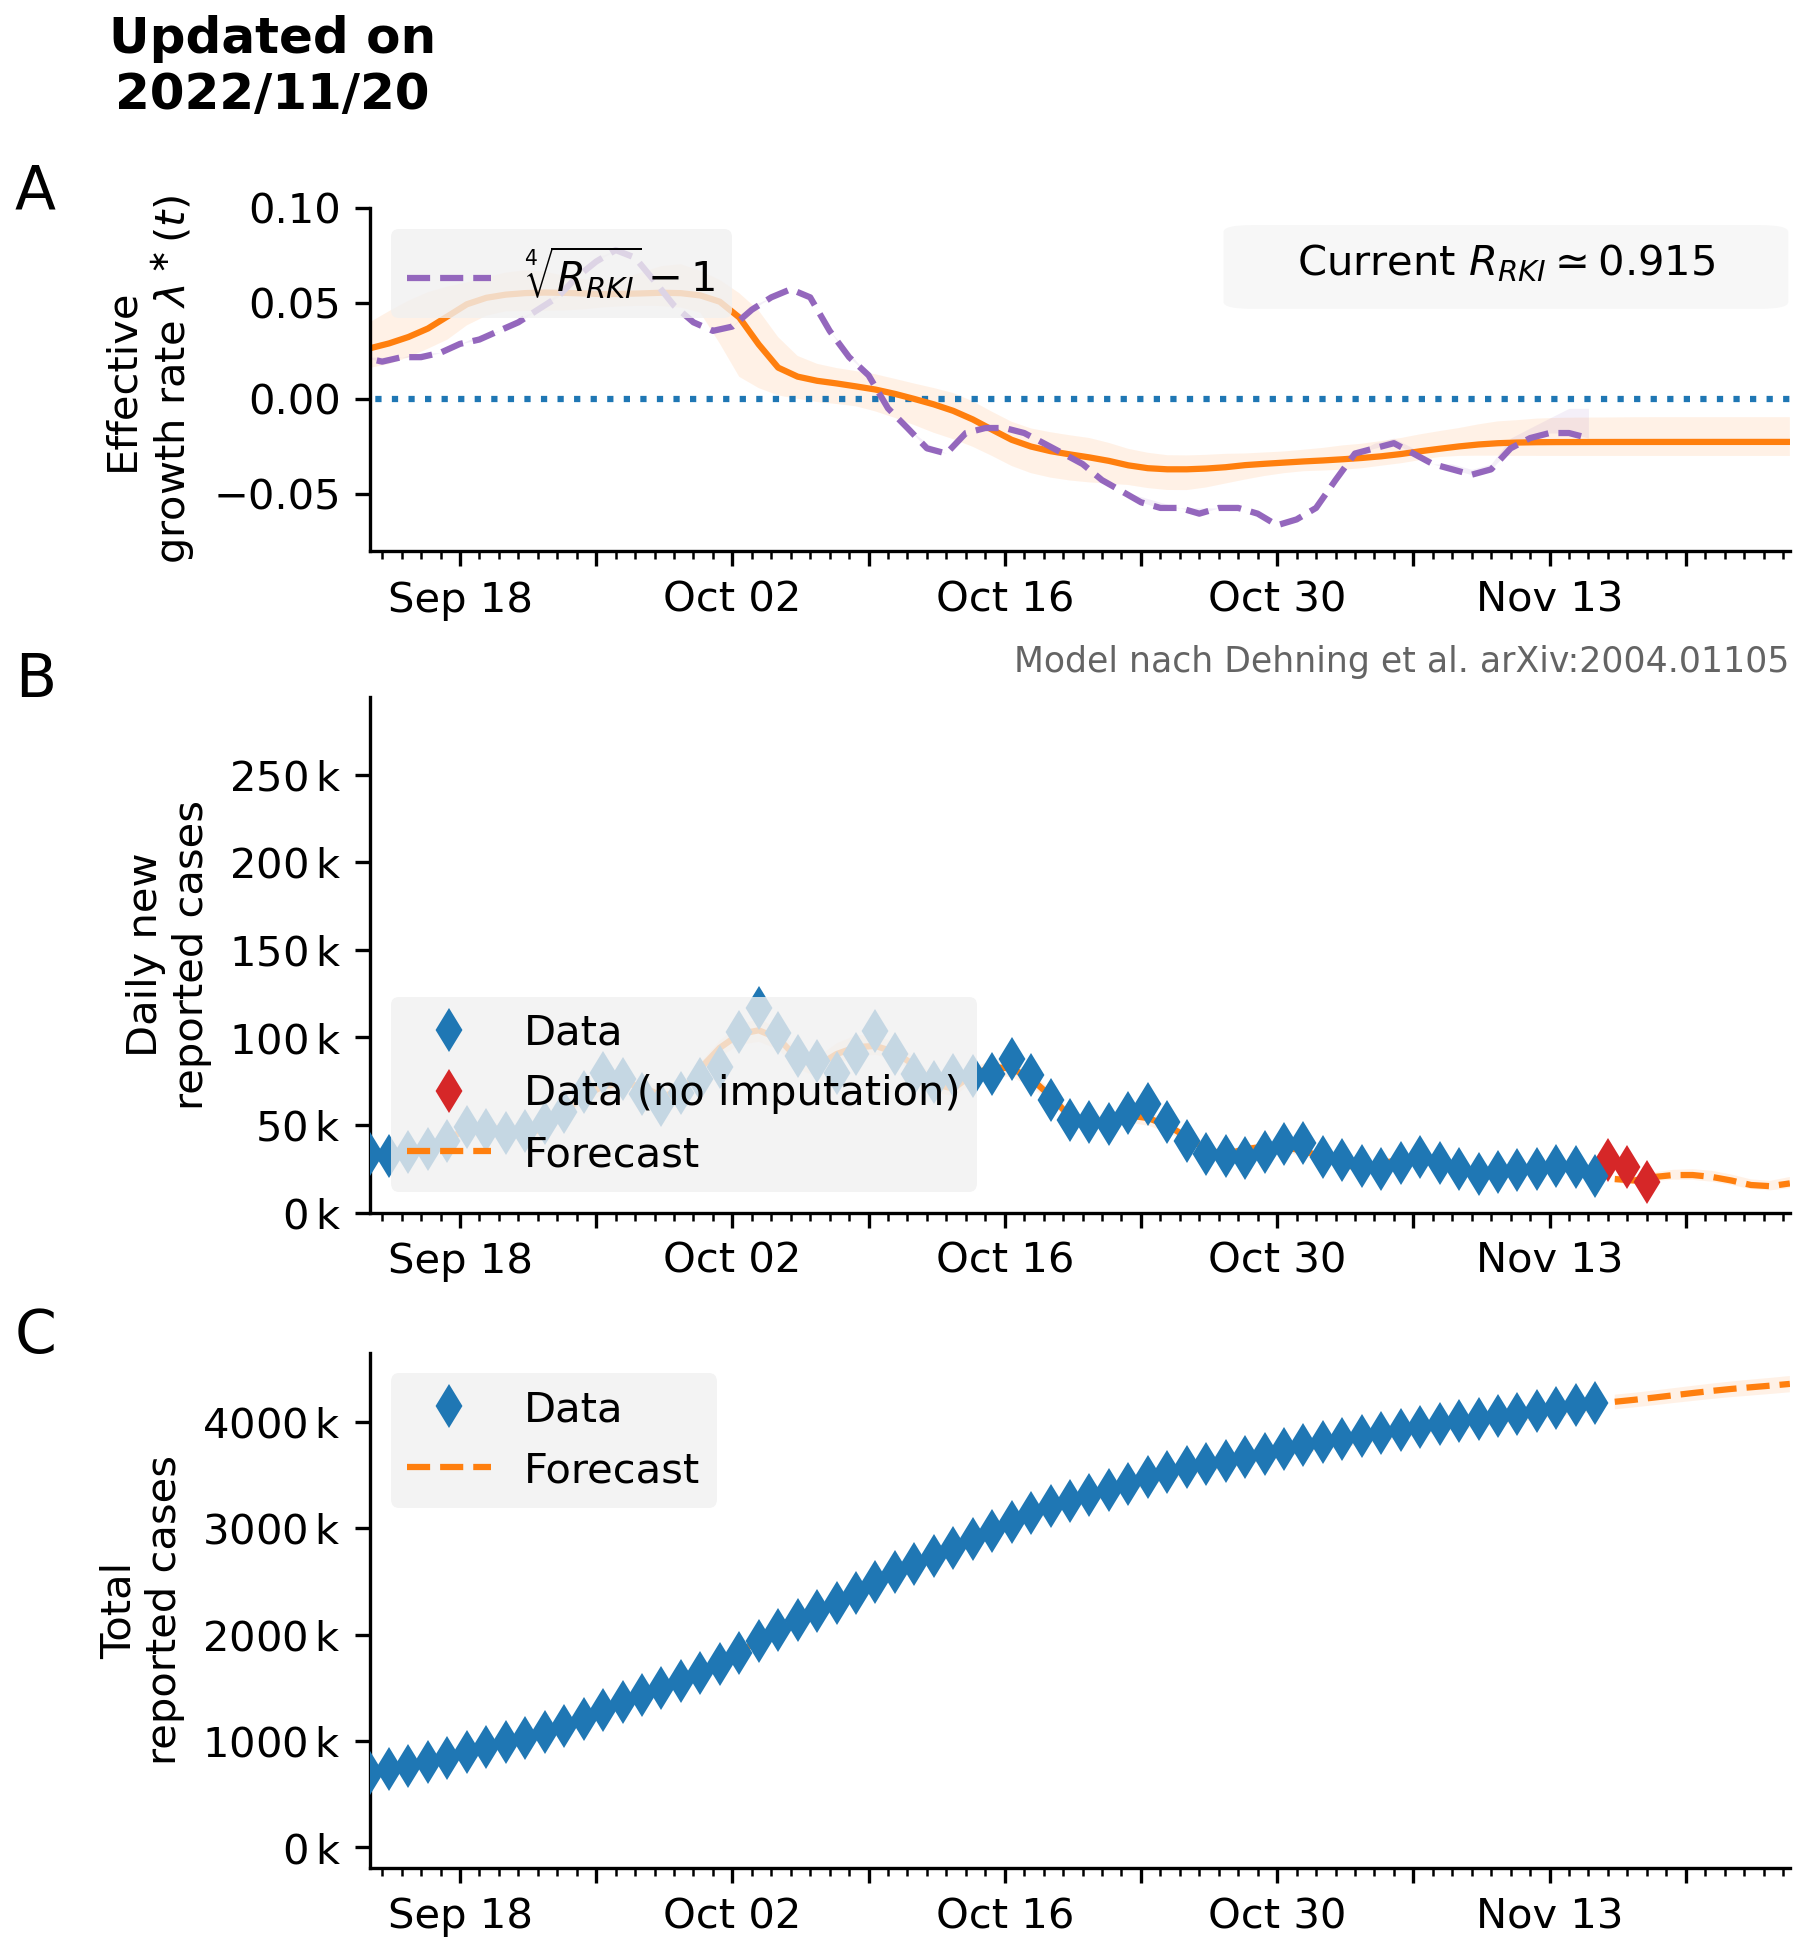 Updated on
2022/11/20
A
Effective
growth rate λ * (t)
0.10
0.05
0.00
−0.05
∜R_RKI − 1
Current R_RKI ≃ 0.915
Sep 18 Oct 02 Oct 16 Oct 30 Nov 13
Model nach Dehning et al. arXiv:2004.01105
B
Daily new
reported cases
250 k
200 k
150 k
100 k
50 k
0 k
Data
Data (no imputation)
Forecast
Sep 18 Oct 02 Oct 16 Oct 30 Nov 13
C
Total
reported cases
4000 k
3000 k
2000 k
1000 k
0 k
Data
Forecast
Sep 18 Oct 02 Oct 16 Oct 30 Nov 13